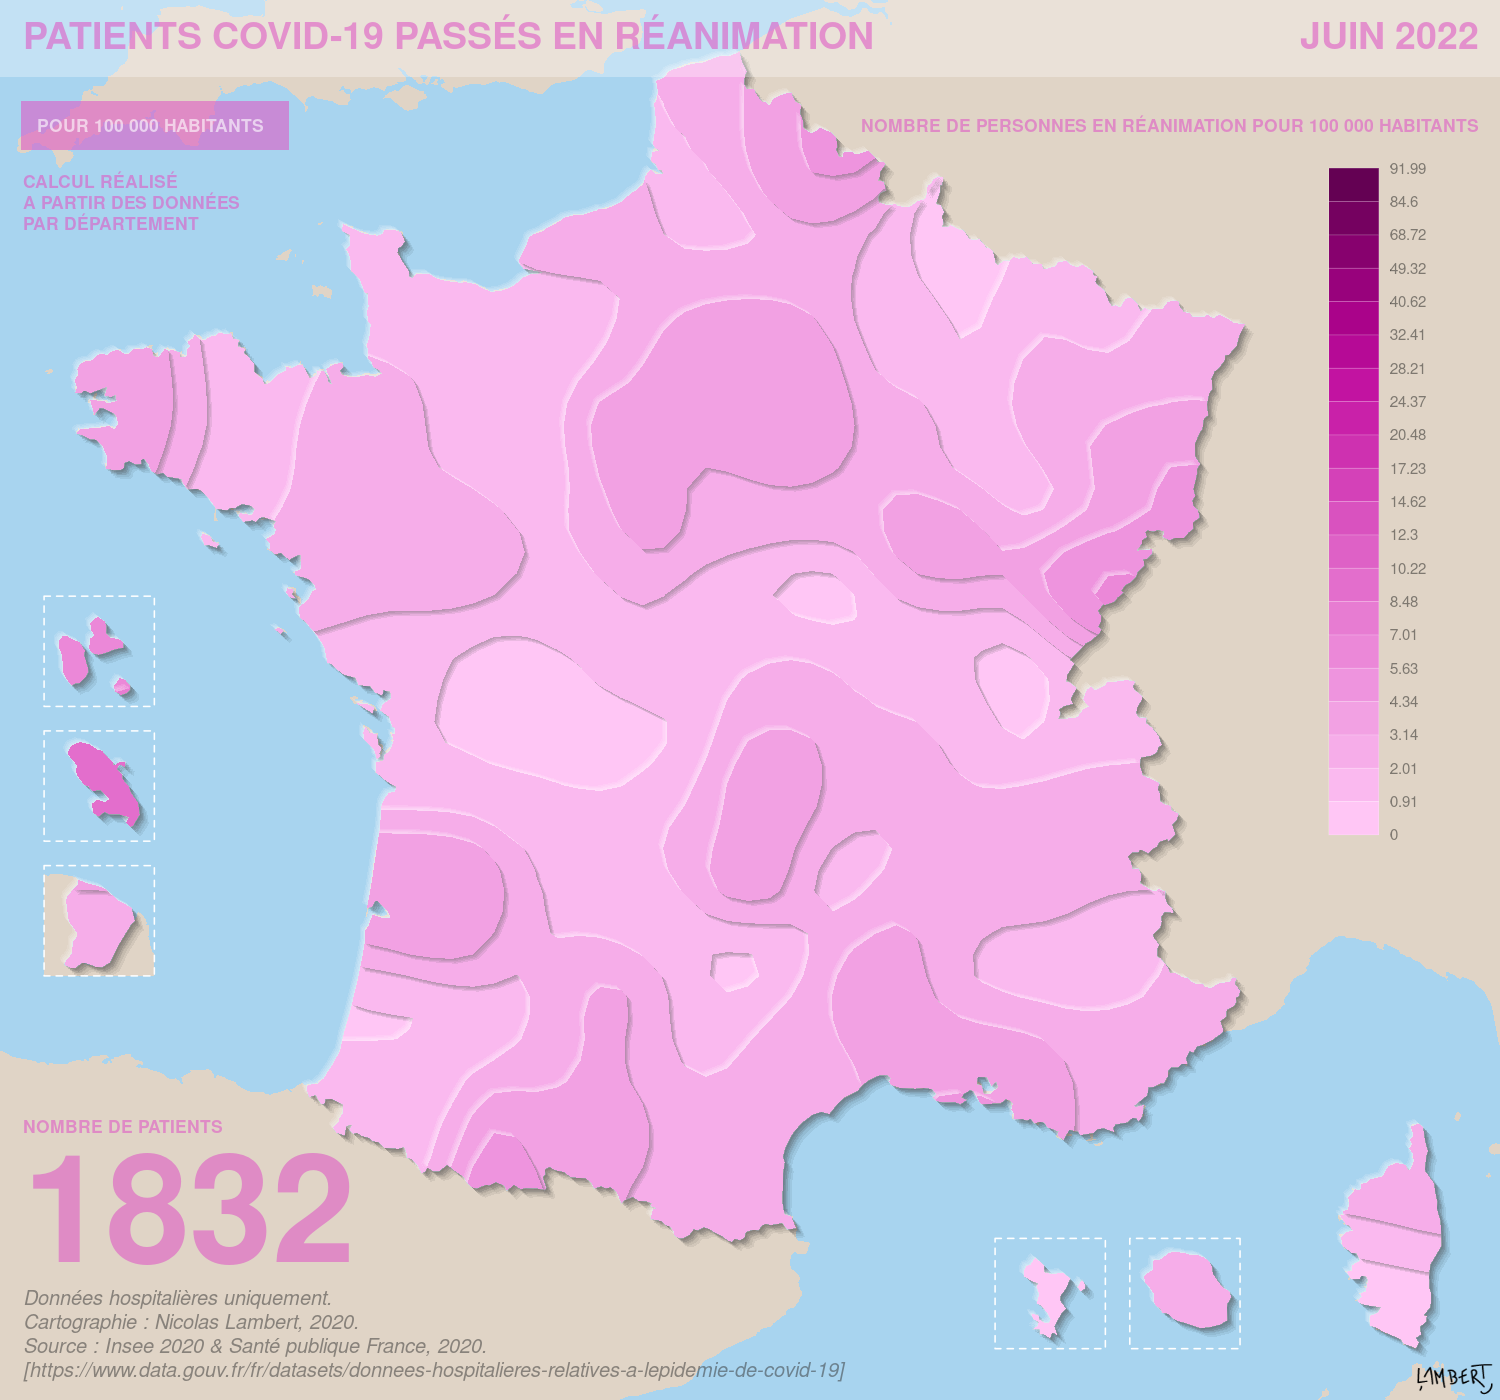 PATIENTS COVID-19 PASSÉS EN RÉANIMATION
JUIN 2022
POUR 100 000 HABITANTS
CALCUL RÉALISÉ
A PARTIR DES DONNÉES
PAR DÉPARTEMENT
NOMBRE DE PERSONNES EN RÉANIMATION POUR 100 000 HABITANTS
91.99
84.6
68.72
49.32
40.62
32.41
28.21
24.37
20.48
17.23
14.62
12.3
10.22
8.48
7.01
5.63
4.34
3.14
2.01
0.91
0
NOMBRE DE PATIENTS
1832
Données hospitalières uniquement.
Cartographie : Nicolas Lambert, 2020.
Source : Insee 2020 & Santé publique France, 2020.
[https://www.data.gouv.fr/fr/datasets/donnees-hospitalieres-relatives-a-lepidemie-de-covid-19]
LAMBERT